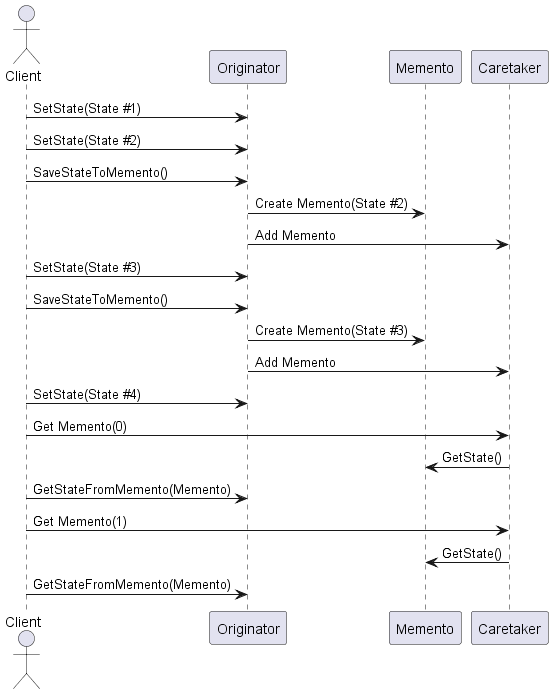 Client
Originator
Memento
Caretaker
SetState(State #1)
SetState(State #2)
SaveStateToMemento()
Create Memento(State #2)
Add Memento
SetState(State #3)
SaveStateToMemento()
Create Memento(State #3)
Add Memento
SetState(State #4)
Get Memento(0)
GetState()
GetStateFromMemento(Memento)
Get Memento(1)
GetState()
GetStateFromMemento(Memento)
Client
Originator
Memento
Caretaker